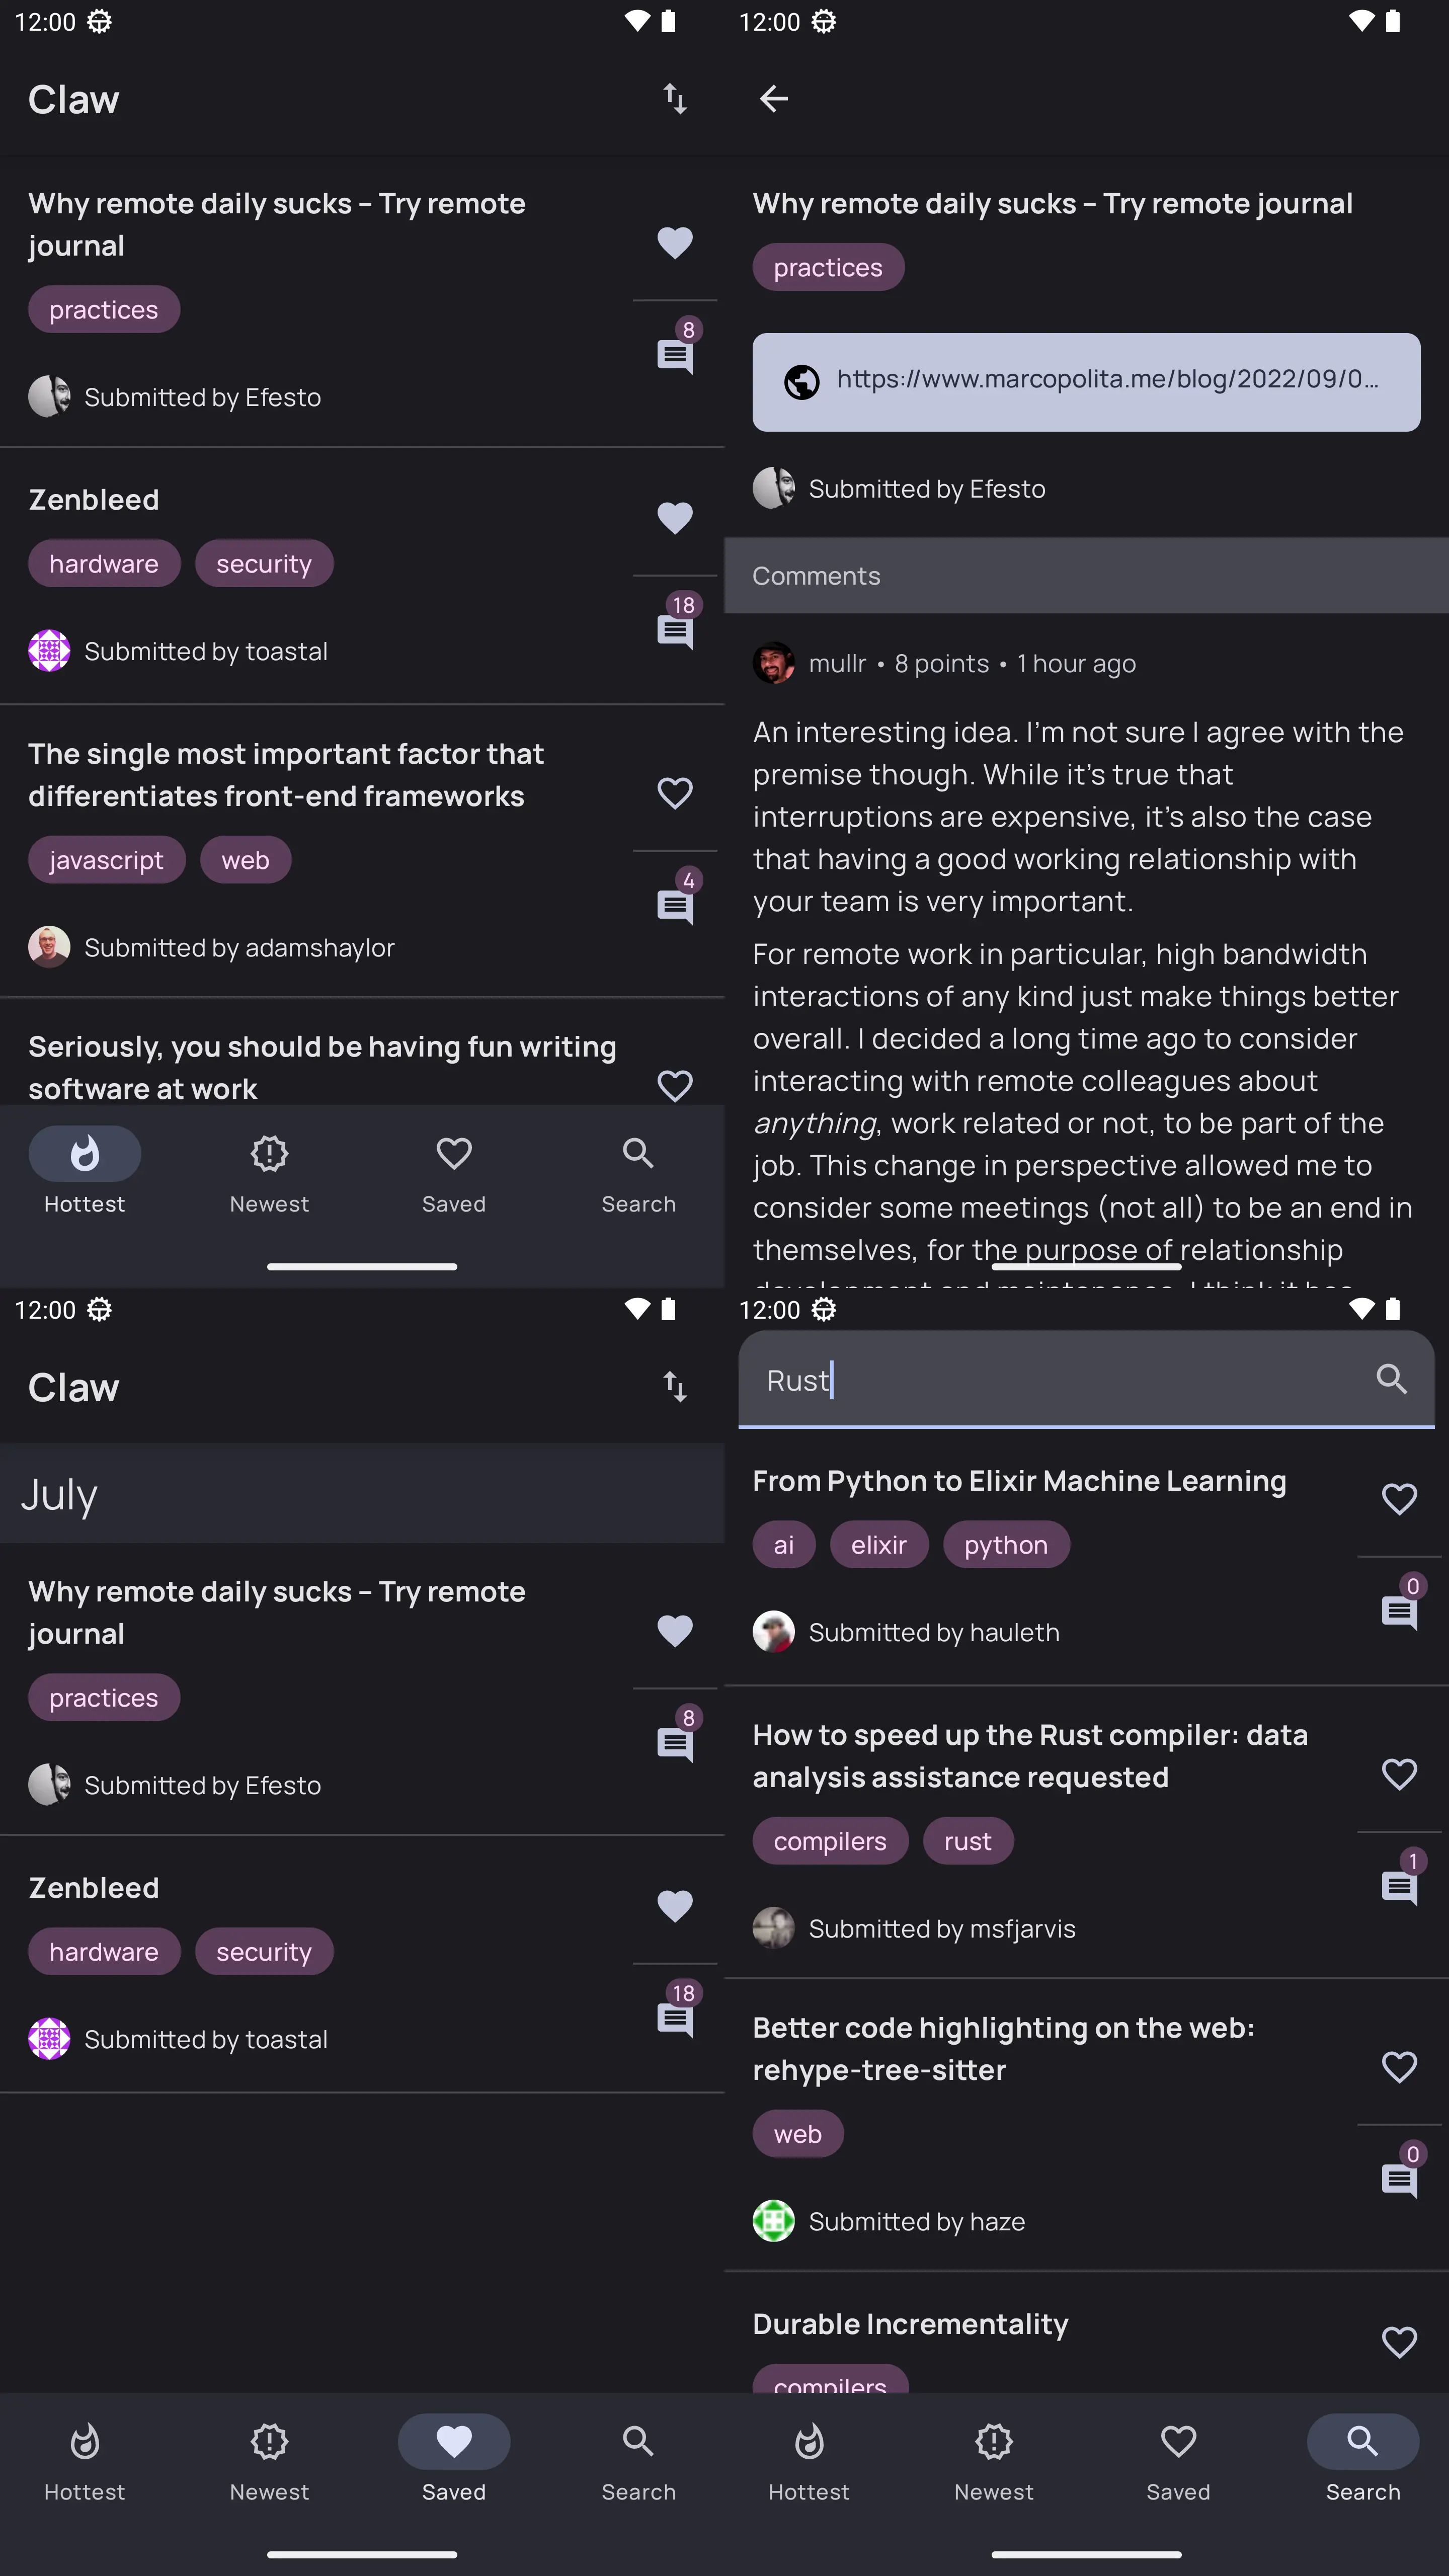 12:00
Claw
Why remote daily sucks – Try remote
journal
practices
8
Submitted by Efesto
Zenbleed
hardware security
18
Submitted by toastal
The single most important factor that
differentiates front-end frameworks
javascript web
4
Submitted by adamshaylor
Seriously, you should be having fun writing
software at work
Hottest Newest Saved Search
12:00
Why remote daily sucks – Try remote journal
practices
https://www.marcopolita.me/blog/2022/09/0...
Submitted by Efesto
Comments
mullr • 8 points • 1 hour ago
An interesting idea. I'm not sure I agree with the
premise though. While it's true that
interruptions are expensive, it's also the case
that having a good working relationship with
your team is very important.
For remote work in particular, high bandwidth
interactions of any kind just make things better
overall. I decided a long time ago to consider
interacting with remote colleagues about
anything, work related or not, to be part of the
job. This change in perspective allowed me to
consider some meetings (not all) to be an end in
themselves, for the purpose of relationship
12:00
Claw
July
Why remote daily sucks – Try remote
journal
practices
8
Submitted by Efesto
Zenbleed
hardware security
18
Submitted by toastal
Hottest Newest Saved Search
12:00
Rust
From Python to Elixir Machine Learning
ai elixir python
0
Submitted by hauleth
How to speed up the Rust compiler: data
analysis assistance requested
compilers rust
1
Submitted by msfjarvis
Better code highlighting on the web:
rehype-tree-sitter
web
0
Submitted by haze
Durable Incrementality
compilers
Hottest Newest Saved Search